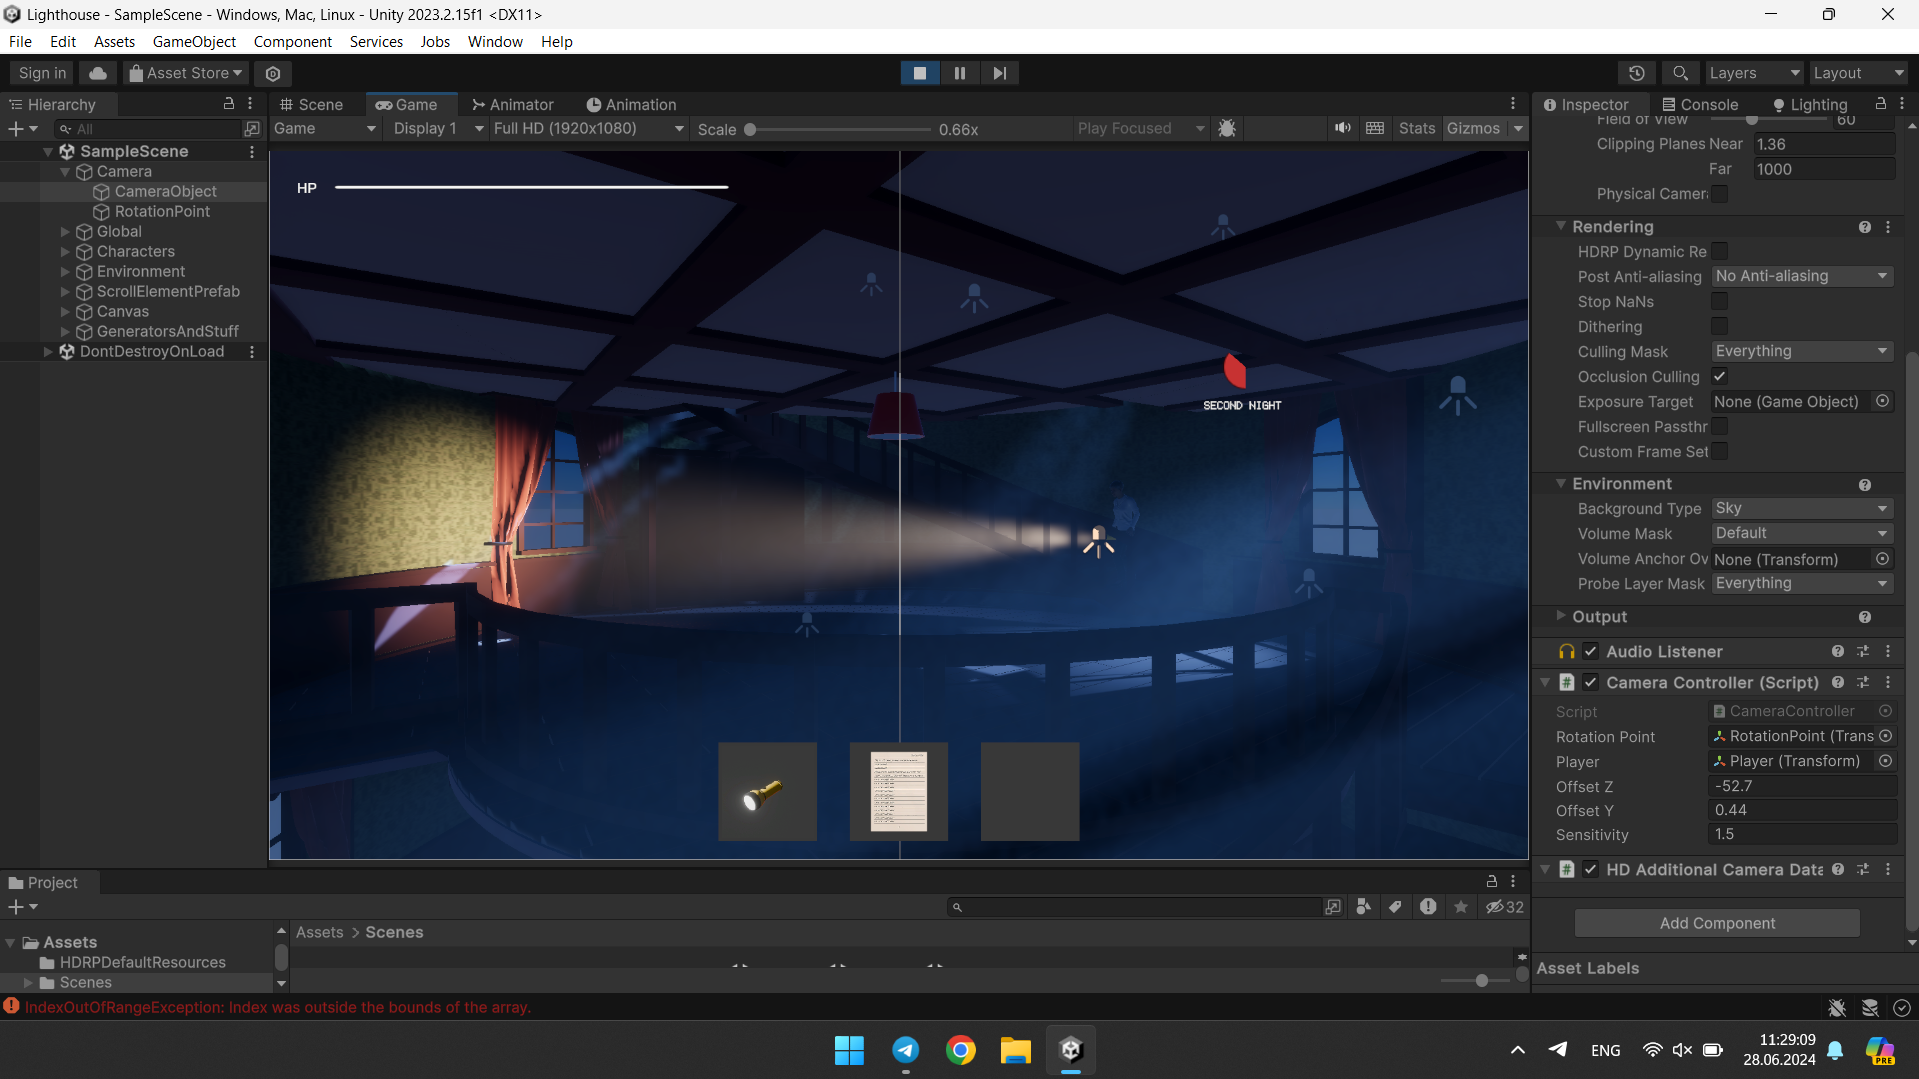 Lighthouse - SampleScene - Windows, Mac, Linux - Unity 2023.2.15f1 <DX11>
File Edit Assets GameObject Component Services Jobs Window Help
Sign in Asset Store Layers Layout
Hierarchy
All
SampleScene
Camera
CameraObject
RotationPoint
Global
Characters
Environment
ScrollElementPrefab
Canvas
GeneratorsAndStuff
DontDestroyOnLoad
Scene Game Animator Animation
Game Display 1 Full HD (1920x1080) Scale 0.66x Play Focused Stats Gizmos
HP
SECOND NIGHT
Inspector Console Lighting
Field of View 60
Clipping Planes Near 1.36
Far 1000
Physical Camer
Rendering
HDRP Dynamic Re
Post Anti-aliasing No Anti-aliasing
Stop NaNs
Dithering
Culling Mask Everything
Occlusion Culling
Exposure Target None (Game Object)
Fullscreen Passthr
Custom Frame Set
Environment
Background Type Sky
Volume Mask Default
Volume Anchor Ov None (Transform)
Probe Layer Mask Everything
Output
Audio Listener
Camera Controller (Script)
Script CameraController
Rotation Point RotationPoint (Trans
Player Player (Transform)
Offset Z -52.7
Offset Y 0.44
Sensitivity 1.5
HD Additional Camera Data
Add Component
Asset Labels
Project
32
Assets
HDRPDefaultResources
Scenes
Assets > Scenes
IndexOutOfRangeException: Index was outside the bounds of the array.
ENG
11:29:09
28.06.2024
PRE